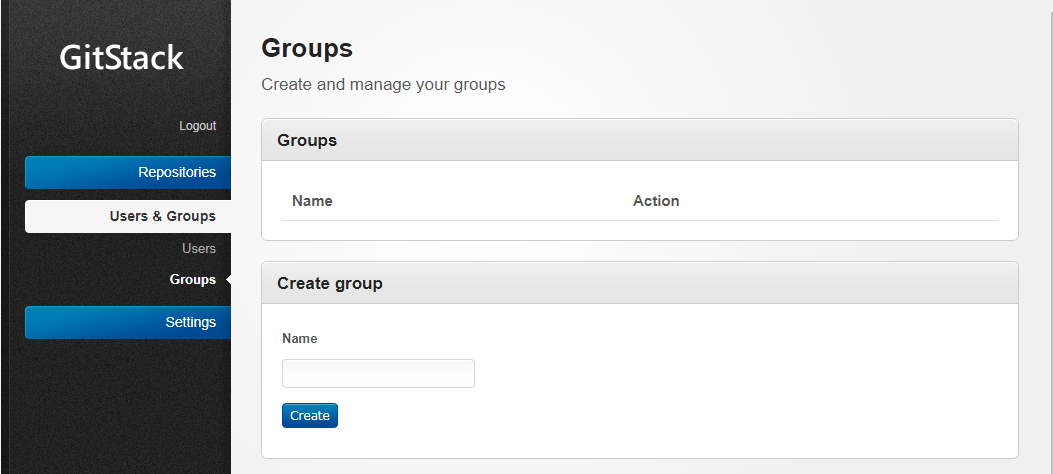 GitStack
Logout
Repositories
Users & Groups
Users
Groups
Settings
Groups
Create and manage your groups
Groups
Name Action
Create group
Name
Create